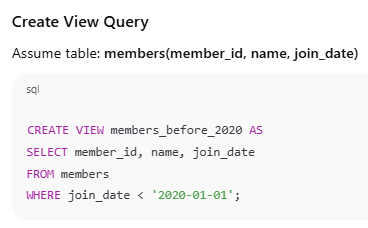 Create View Query
Assume table: members(member_id, name, join_date)
sql
CREATE VIEW members_before_2020 AS
SELECT member_id, name, join_date
FROM members
WHERE join_date < '2020-01-01';